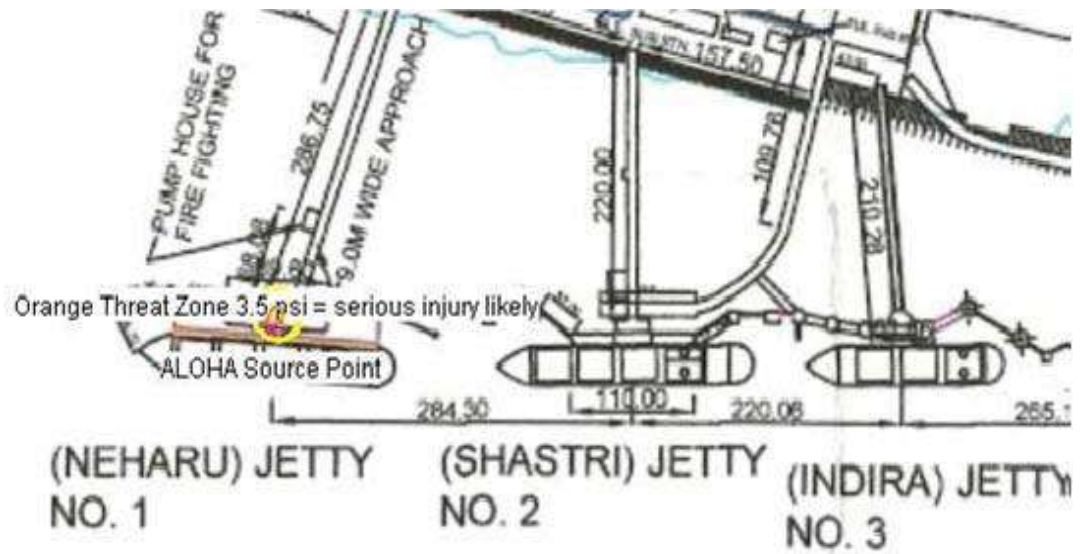 PUMP HOUSE FOR
FIRE FIGHTING
286.75
9.0M WIDE APPROACH
157.50
220.00
109.76
210.28
Orange Threat Zone 3.5 psi = serious injury likely
ALOHA Source Point
284.30
110.00
220.06
(NEHARU) JETTY
NO. 1
(SHASTRI) JETTY
NO. 2
(INDIRA) JETTY
NO. 3